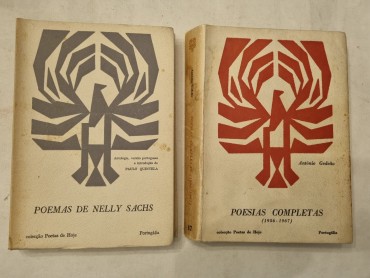 Antologia, versão portuguesa
e introdução de
PAULO QUINTELA
POEMAS DE NELLY SACHS
colecção Poetas de Hoje
Portugália
António Gedeão
POESIAS COMPLETAS
(1956-1967)
colecção Poetas de Hoje
Portugália